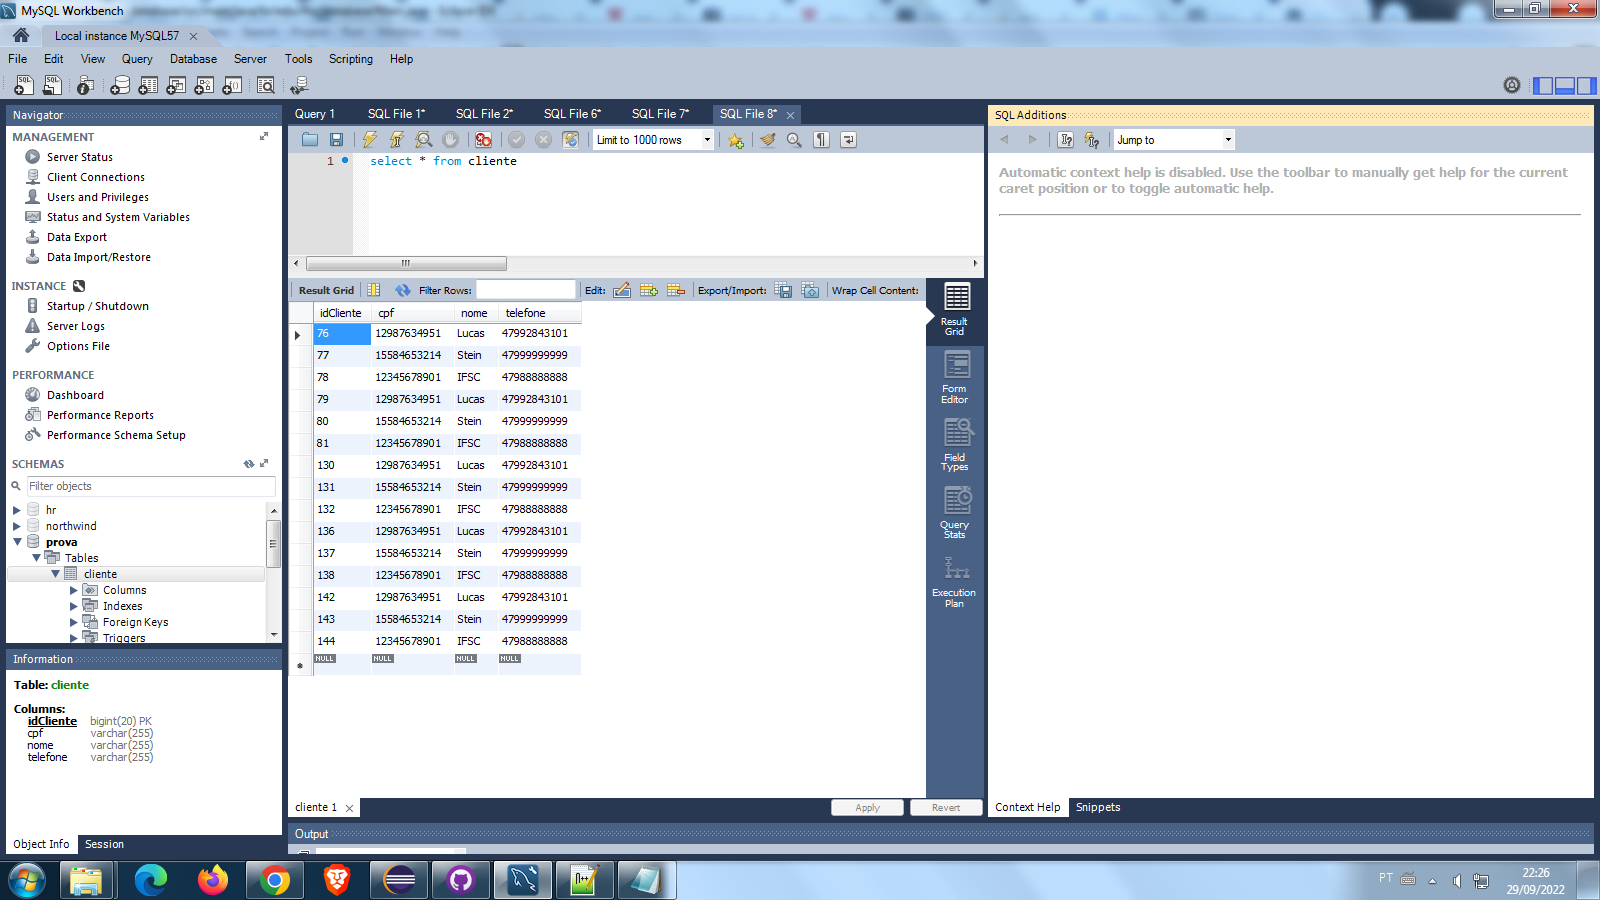 MySQL Workbench
Local instance MySQL57
File Edit View Query Database Server Tools Scripting Help
Navigator
MANAGEMENT
Server Status
Client Connections
Users and Privileges
Status and System Variables
Data Export
Data Import/Restore
INSTANCE
Startup / Shutdown
Server Logs
Options File
PERFORMANCE
Dashboard
Performance Reports
Performance Schema Setup
SCHEMAS
Filter objects
hr
northwind
prova
Tables
cliente
Columns
Indexes
Foreign Keys
Triggers
Information
Table: cliente
Columns:
idCliente bigint(20) PK
cpf varchar(255)
nome varchar(255)
telefone varchar(255)
Object Info Session
Query 1 SQL File 1* SQL File 2* SQL File 6* SQL File 7* SQL File 8*
Limit to 1000 rows
1 select * from cliente
Result Grid Filter Rows: Edit: Export/Import: Wrap Cell Content:
idCliente cpf nome telefone
76 12987634951 Lucas 47992843101
77 15584653214 Stein 47999999999
78 12345678901 IFSC 47988888888
79 12987634951 Lucas 47992843101
80 15584653214 Stein 47999999999
81 12345678901 IFSC 47988888888
130 12987634951 Lucas 47992843101
131 15584653214 Stein 47999999999
132 12345678901 IFSC 47988888888
136 12987634951 Lucas 47992843101
137 15584653214 Stein 47999999999
138 12345678901 IFSC 47988888888
142 12987634951 Lucas 47992843101
143 15584653214 Stein 47999999999
144 12345678901 IFSC 47988888888
NULL NULL NULL NULL
Result
Grid
Form
Editor
Field
Types
Query
Stats
Execution
Plan
cliente 1
Apply Revert
Output
SQL Additions
Jump to
Automatic context help is disabled. Use the toolbar to manually get help for the current
caret position or to toggle automatic help.
Context Help Snippets
PT
22:26
29/09/2022